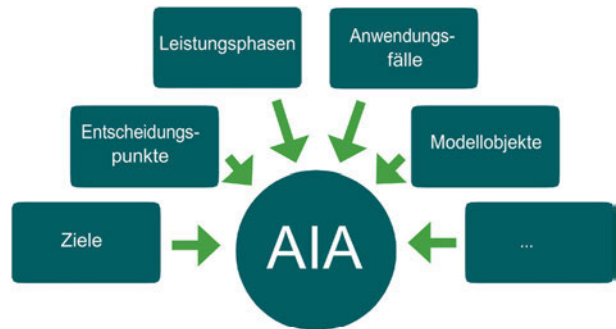 Leistungsphasen
Anwendungs-
fälle
Entscheidungs-
punkte
Modellobjekte
Ziele
AIA
...